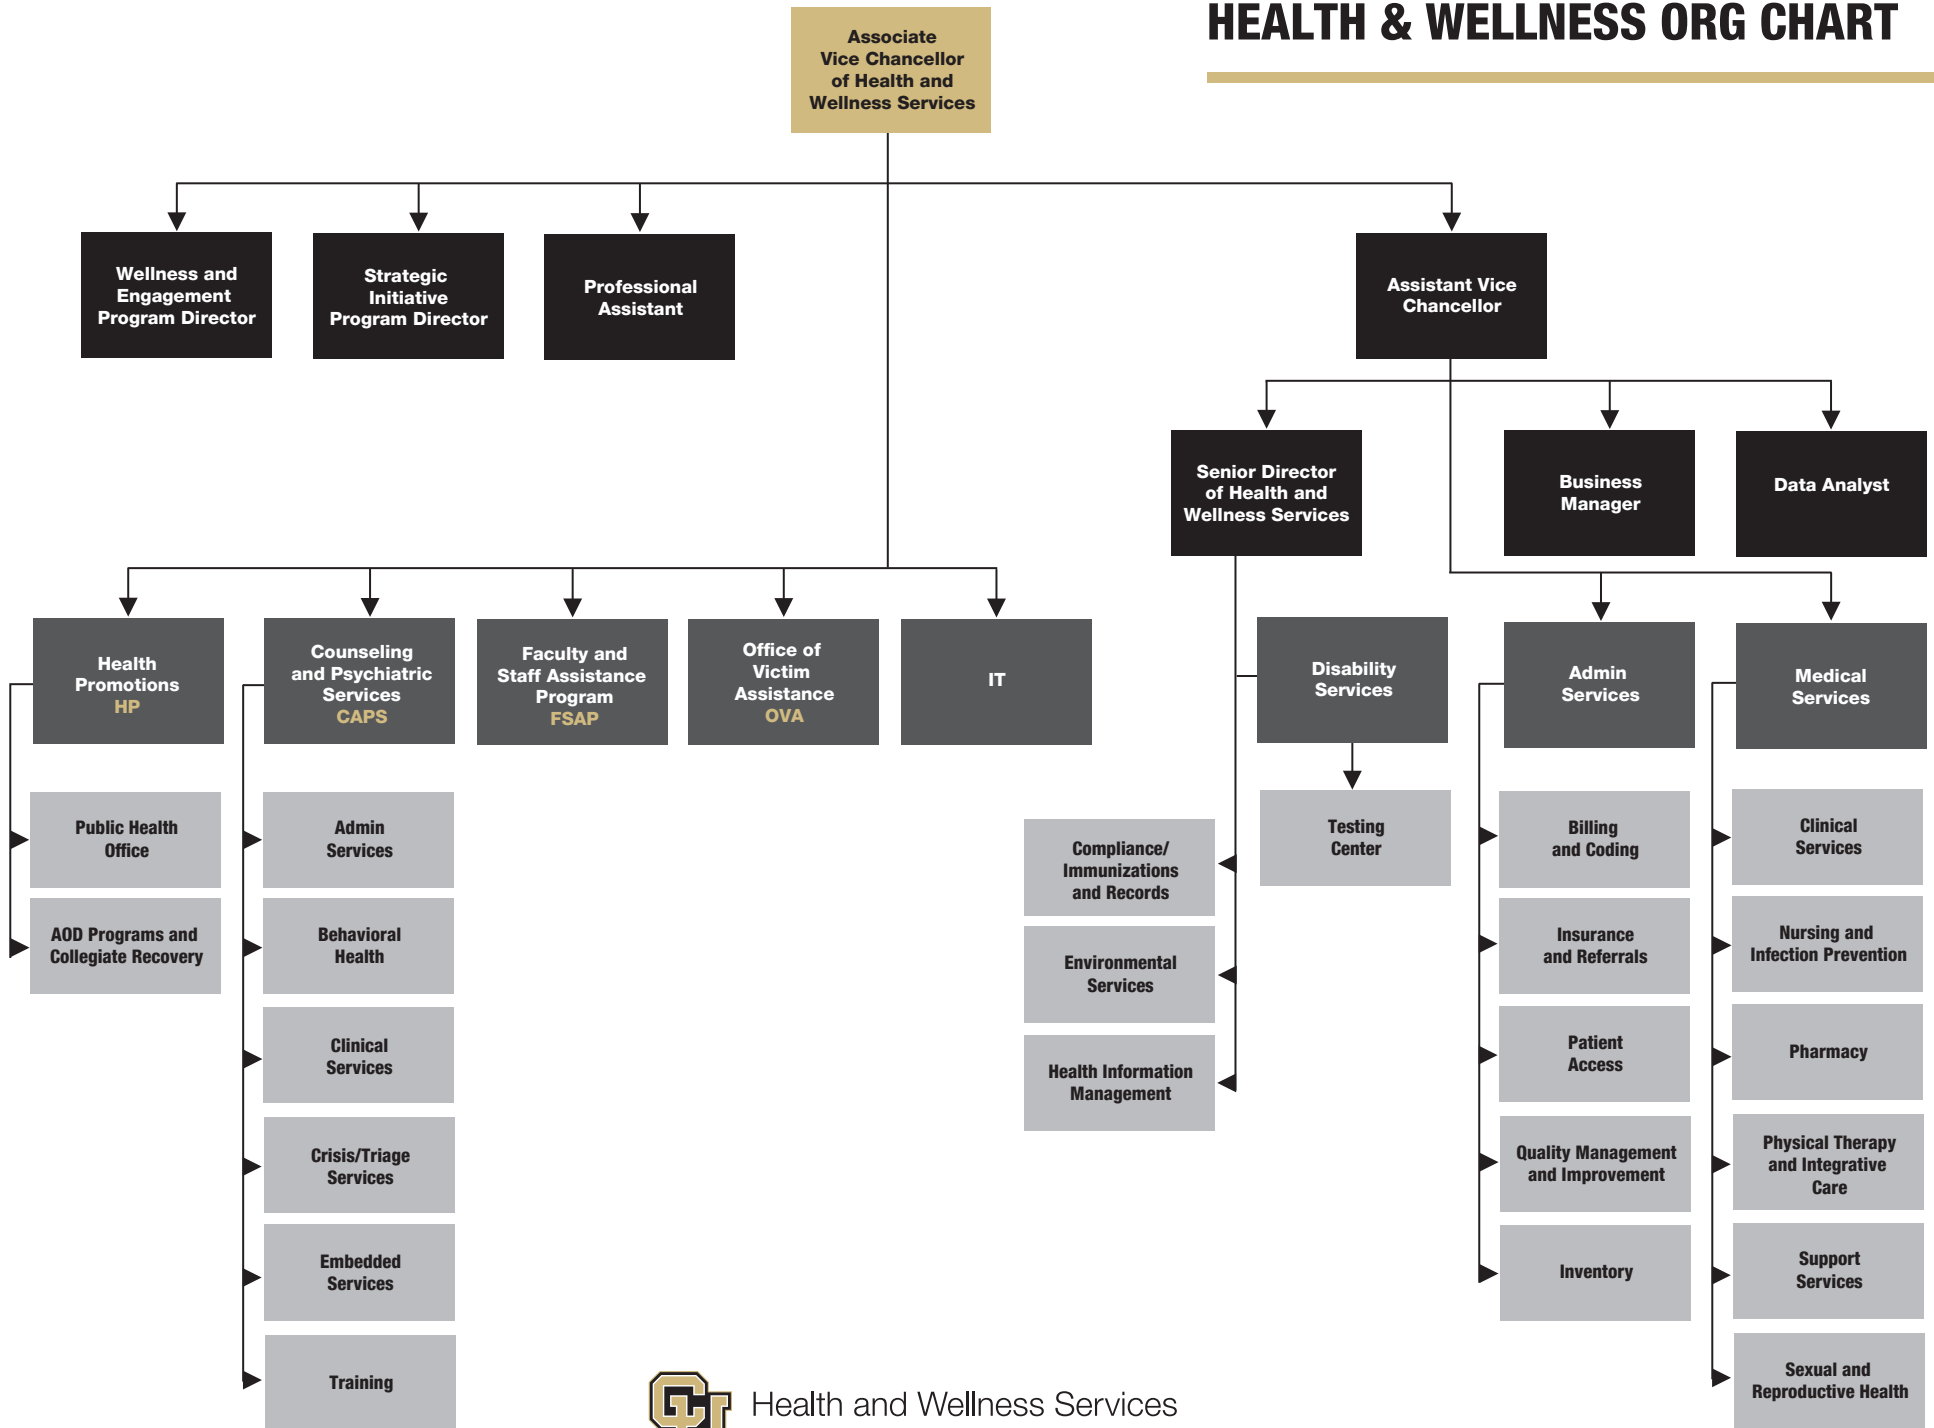 HEALTH & WELLNESS ORG CHART
Associate
Vice Chancellor
of Health and
Wellness Services
Wellness and
Engagement
Program Director
Strategic
Initiative
Program Director
Professional
Assistant
Assistant Vice
Chancellor
Senior Director
of Health and
Wellness Services
Business
Manager
Data Analyst
Health
Promotions
HP
Counseling
and Psychiatric
Services
CAPS
Faculty and
Staff Assistance
Program
FSAP
Office of
Victim
Assistance
OVA
IT
Disability
Services
Admin
Services
Medical
Services
Public Health
Office
AOD Programs and
Collegiate Recovery
Admin
Services
Behavioral
Health
Clinical
Services
Crisis/Triage
Services
Embedded
Services
Training
Compliance/
Immunizations
and Records
Environmental
Services
Health Information
Management
Testing
Center
Billing
and Coding
Insurance
and Referrals
Patient
Access
Quality Management
and Improvement
Inventory
Clinical
Services
Nursing and
Infection Prevention
Pharmacy
Physical Therapy
and Integrative
Care
Support
Services
Sexual and
Reproductive Health
CU
Health and Wellness Services